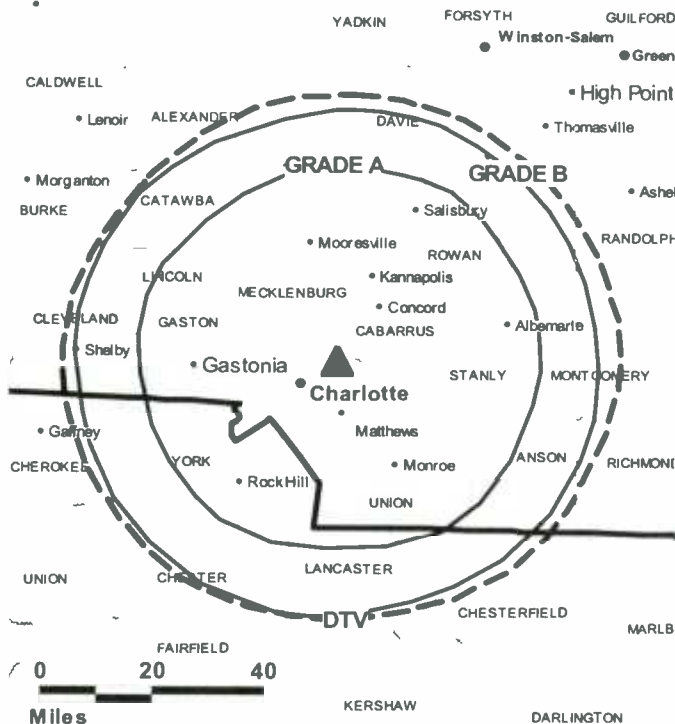 YADKIN
FORSYTH
GUILFORD
Winston-Salem
Green
CALDWELL
High Point
Lenoir
ALEXANDER
DAVIE
Thomasville
GRADE A
GRADE B
Morganton
CATAWBA
Ashe
BURKE
Salisbury
RANDOLPH
Mooresville
ROWAN
LINCOLN
Kannapolis
MECKLENBURG
Concord
CLEVELAND
GASTON
CABARRUS
Albemarle
Shelby
Gastonia
STANLY
MONTGOMERY
Charlotte
Matthews
Gaffney
CHEROKEE
YORK
Monroe
ANSON
RICHMOND
Rock Hill
UNION
LANCASTER
UNION
CHESTER
CHESTERFIELD
DTV
MARLB
FAIRFIELD
0 20 40
Miles
KERSHAW
DARLINGTON